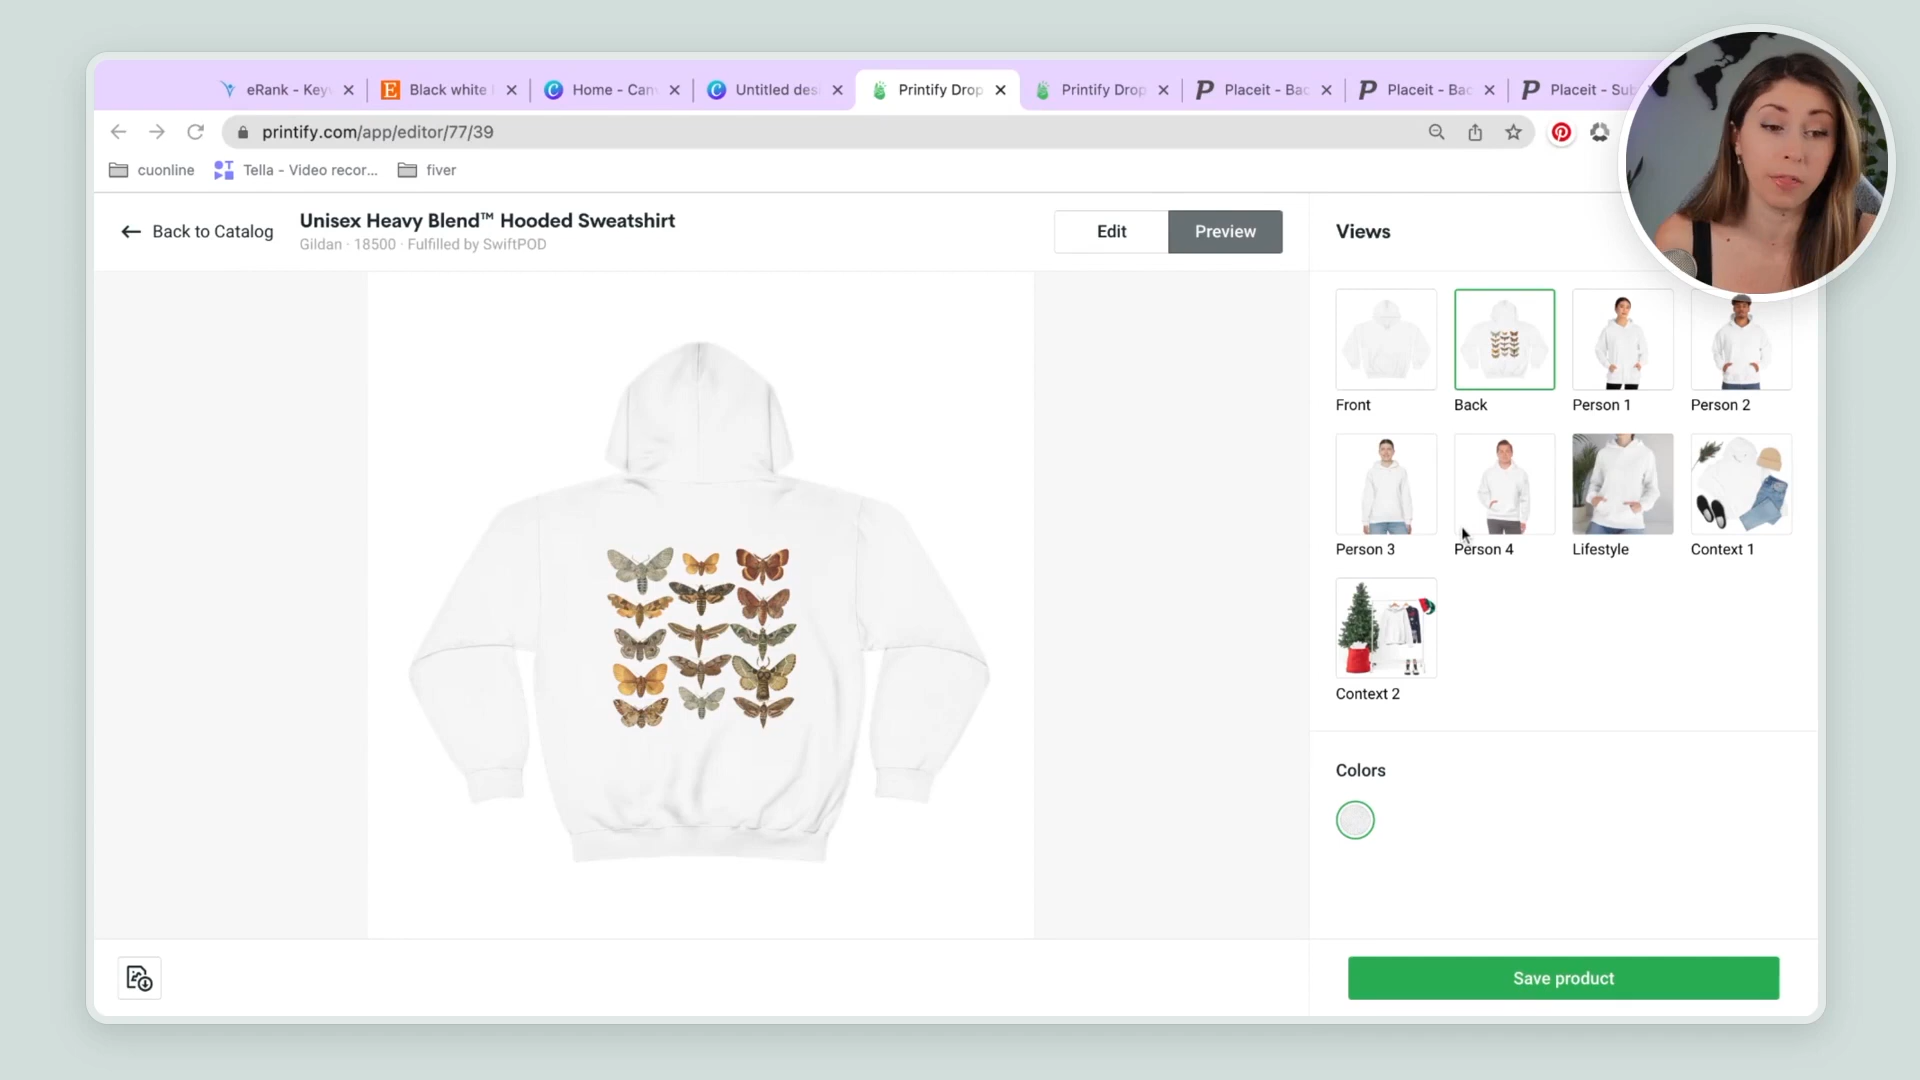 eRank - Key
Black white
Home - Can
Untitled des
Printify Drop
Printify Drop
Placeit - Bac
Placeit - Bac
Placeit - Sub
printify.com/app/editor/77/39
cuonline
Tella - Video recor...
fiver
Back to Catalog
Unisex Heavy Blend™ Hooded Sweatshirt
Gildan · 18500 · Fulfilled by SwiftPOD
Edit
Preview
Views
Front
Back
Person 1
Person 2
Person 3
Person 4
Lifestyle
Context 1
Context 2
Colors
Save product